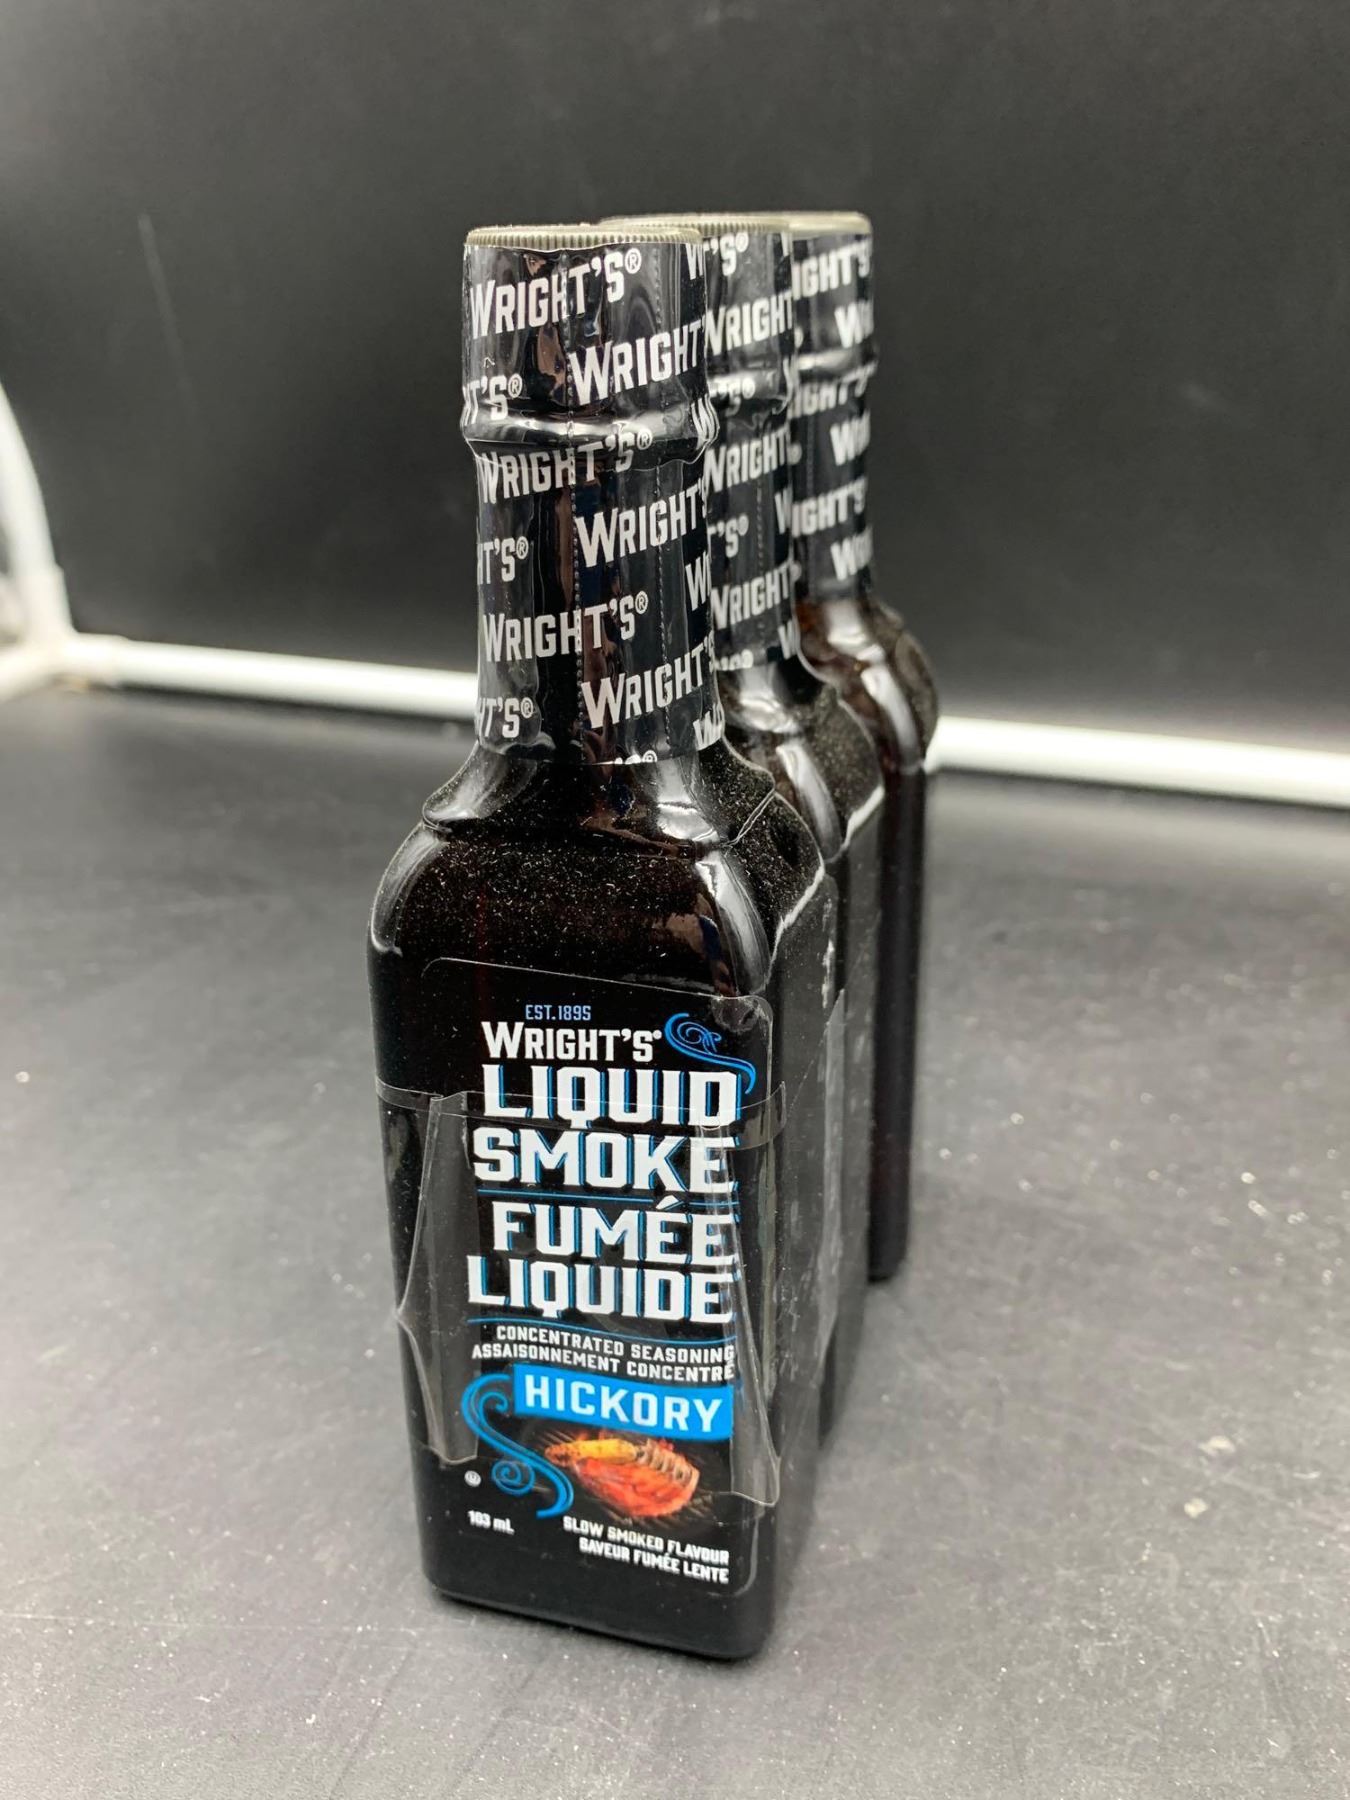 WRIGHT'S®
WRIGHT'S
WRIGHT'S®
WRIGHT'S
WRIGHT'S®
WRIGHT'S
EST. 1895
WRIGHT'S®
LIQUID
SMOKE
FUMÉE
LIQUIDE
CONCENTRATED SEASONING
ASSAISONNEMENT CONCENTRÉ
HICKORY
103 mL
SLOW SMOKED FLAVOUR
SAVEUR FUMÉE LENTE